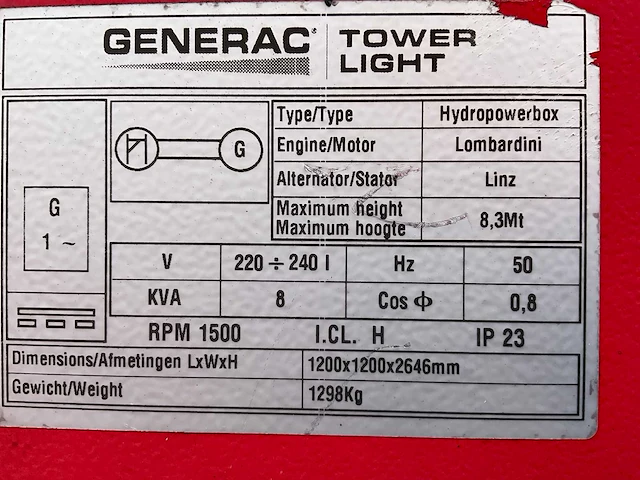 GENERAC® TOWER LIGHT
Type/Type Hydropowerbox
Engine/Motor Lombardini
G
Alternator/Stator Linz
Maximum height
Maximum hoogte 8,3Mt
G
1 ~
V 220 ÷ 240 I Hz 50
KVA 8 Cos ϕ 0,8
RPM 1500 I.CL. H IP 23
Dimensions/Afmetingen LxWxH 1200x1200x2646mm
Gewicht/Weight 1298Kg